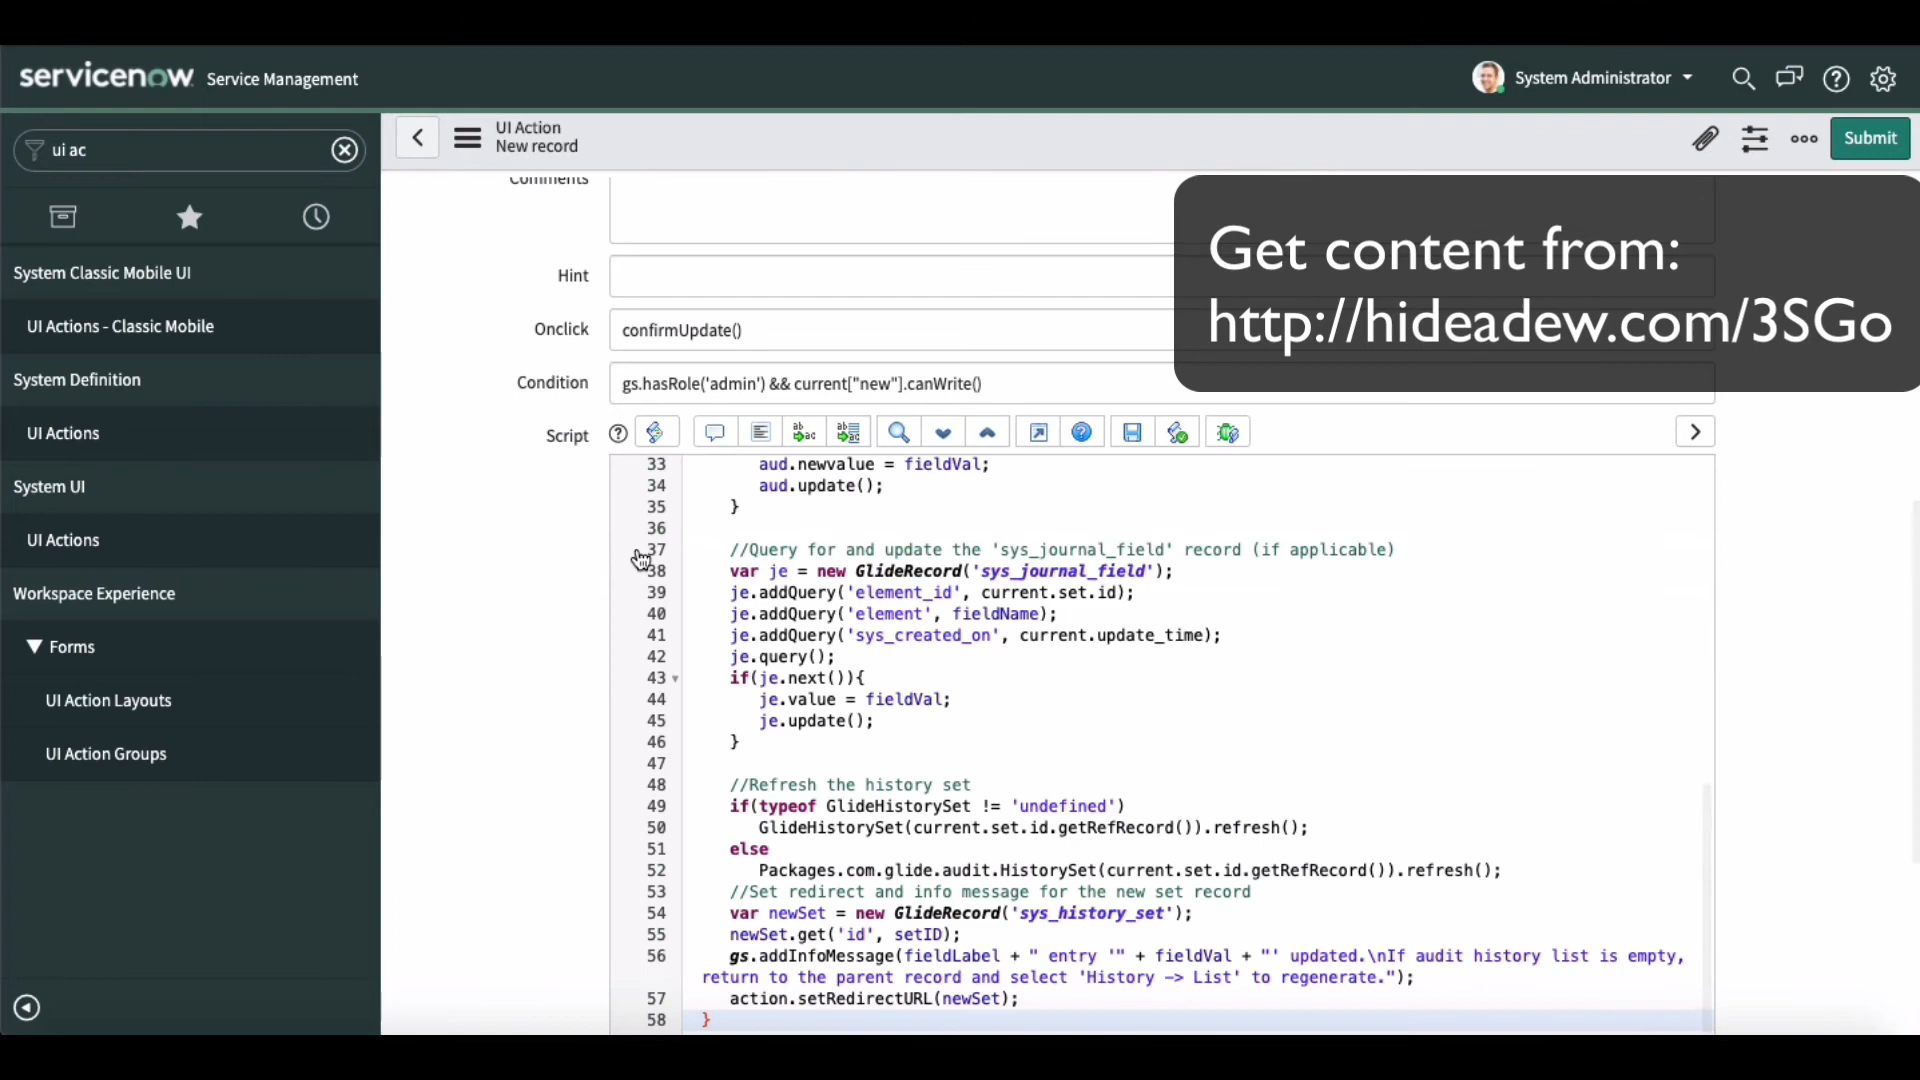 servicenow Service Management
System Administrator
ui ac
System Classic Mobile UI
UI Actions - Classic Mobile
System Definition
UI Actions
System UI
UI Actions
Workspace Experience
Forms
UI Action Layouts
UI Action Groups
UI Action
New record
Submit
Comments
Get content from:
http://hideadew.com/3SGo
Hint
Onclick
confirmUpdate()
Condition
gs.hasRole('admin') && current["new"].canWrite()
Script
33 aud.newvalue = fieldVal;
34 aud.update();
35 }
36
37 //Query for and update the 'sys_journal_field' record (if applicable)
38 var je = new GlideRecord('sys_journal_field');
39 je.addQuery('element_id', current.set.id);
40 je.addQuery('element', fieldName);
41 je.addQuery('sys_created_on', current.update_time);
42 je.query();
43 if(je.next()){
44 je.value = fieldVal;
45 je.update();
46 }
47
48 //Refresh the history set
49 if(typeof GlideHistorySet != 'undefined')
50 GlideHistorySet(current.set.id.getRefRecord()).refresh();
51 else
52 Packages.com.glide.audit.HistorySet(current.set.id.getRefRecord()).refresh();
53 //Set redirect and info message for the new set record
54 var newSet = new GlideRecord('sys_history_set');
55 newSet.get('id', setID);
56 gs.addInfoMessage(fieldLabel + " entry '" + fieldVal + "' updated.\nIf audit history list is empty,
return to the parent record and select 'History -> List' to regenerate.");
57 action.setRedirectURL(newSet);
58 }